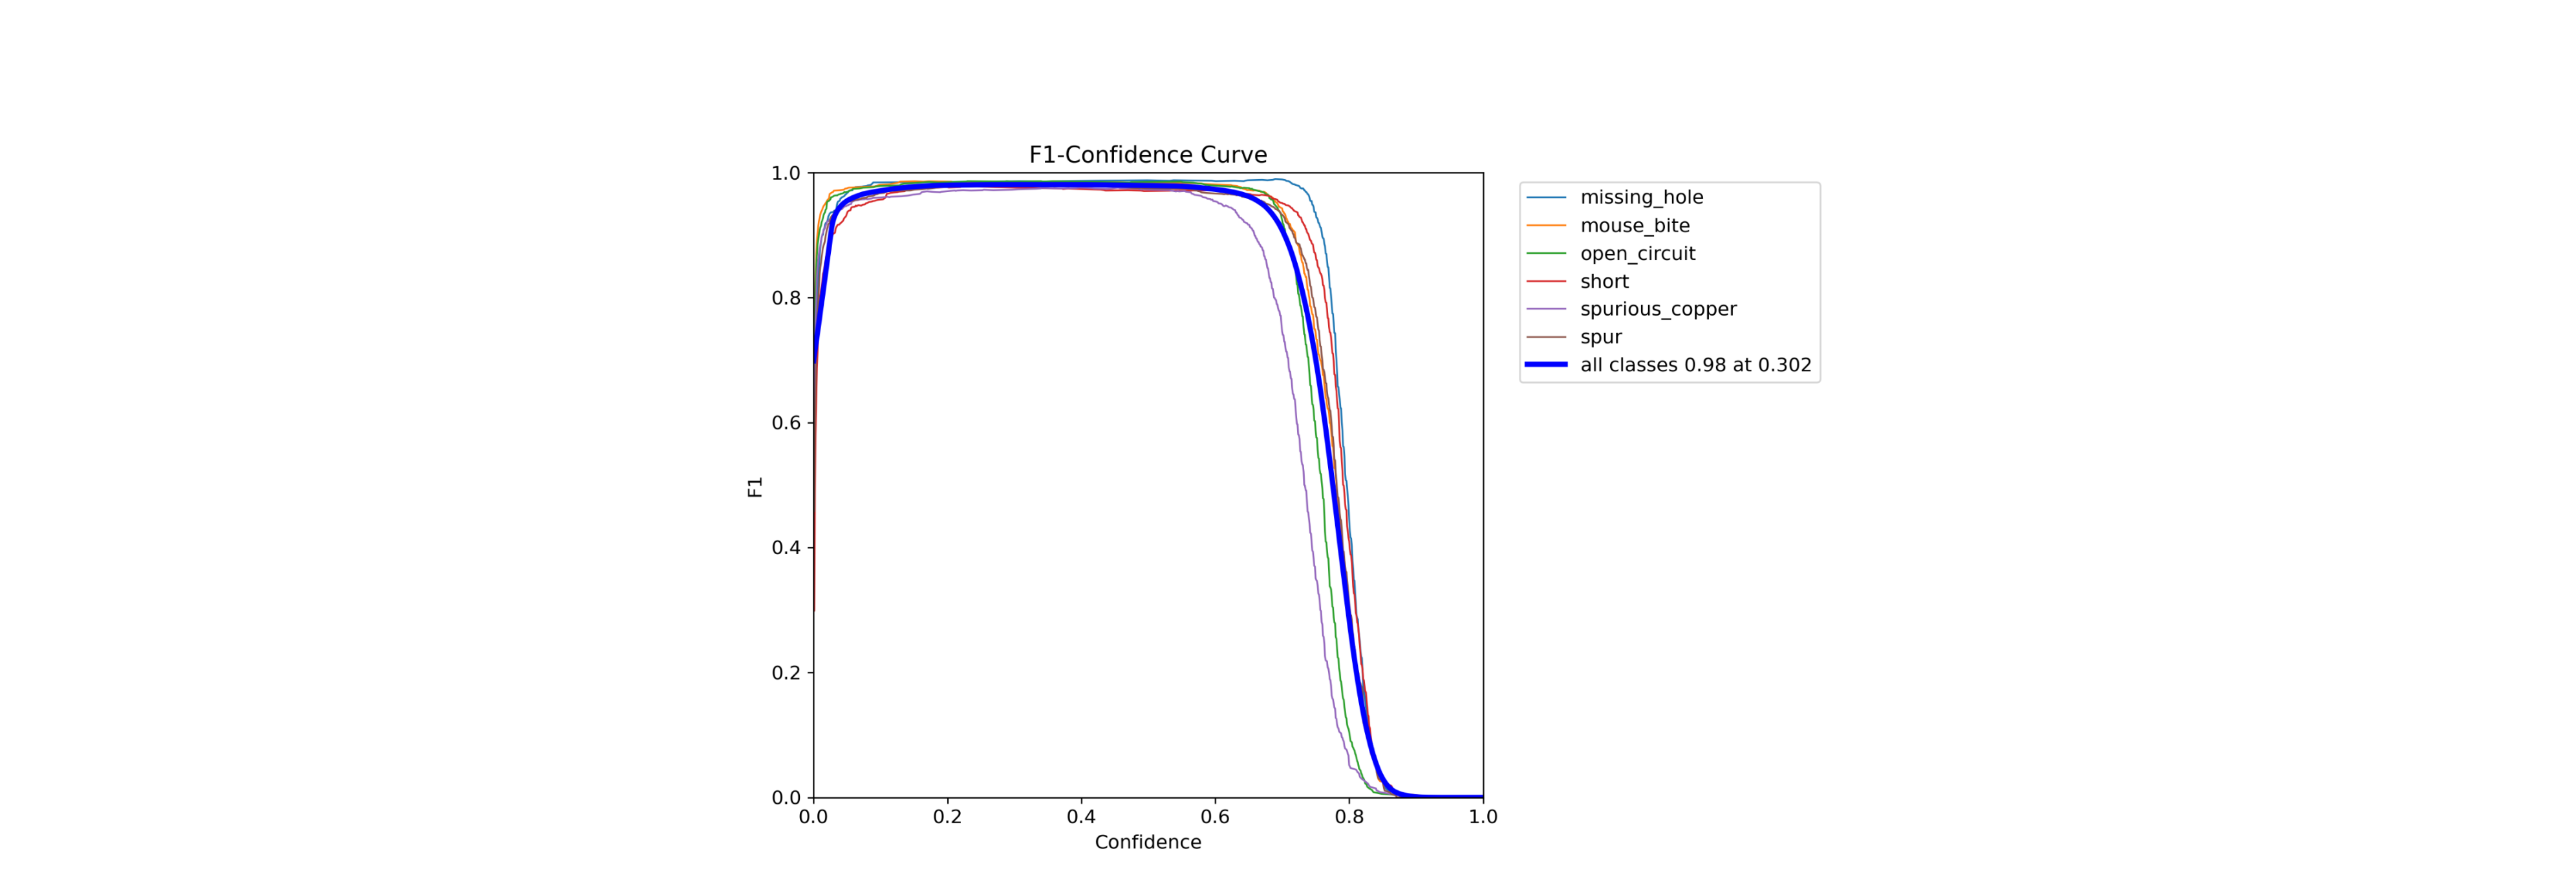 F1-Confidence Curve
1.0
0.8
0.6
0.4
0.2
0.0
F1
0.0 0.2 0.4 0.6 0.8 1.0
Confidence
missing_hole
mouse_bite
open_circuit
short
spurious_copper
spur
all classes 0.98 at 0.302